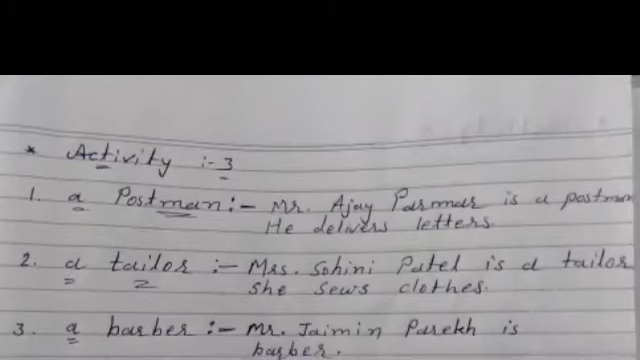 * Activity :- 3
1. a Postman :- Mr. Ajay Parmar is a postman
He delivers letters.
2. a tailor :- Mrs. Sohini Patel is a tailor
she sews clothes.
3. a barber :- Mr. Jaimin Parekh is
barber.